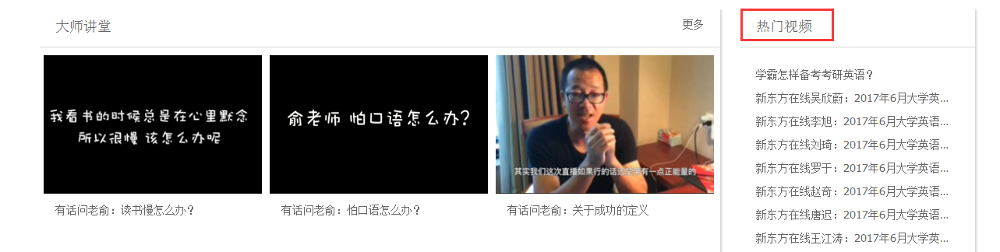 大师讲堂
更多
我看书的时候总是在心里默念
所以很慢 该怎么办呢
俞老师 怕口语怎么办?
其实我们这次直播如果行的话还是有一点正能量的
有话问老俞：读书慢怎么办？
有话问老俞：怕口语怎么办？
有话问老俞：关于成功的定义
热门视频
学霸怎样备考考研英语？
新东方在线吴欣蔚：2017年6月大学英...
新东方在线李旭：2017年6月大学英语...
新东方在线刘琦：2017年6月大学英语...
新东方在线罗于：2017年6月大学英语...
新东方在线赵奇：2017年6月大学英语...
新东方在线唐迟：2017年6月大学英语...
新东方在线王江涛：2017年6月大学英...